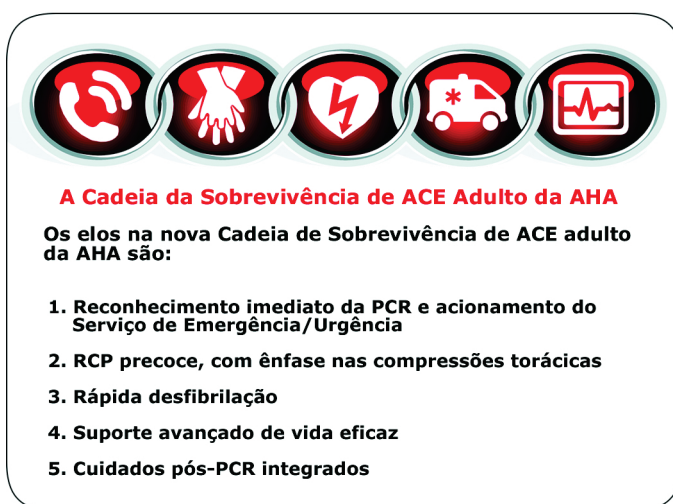 A Cadeia da Sobrevivência de ACE Adulto da AHA
Os elos na nova Cadeia de Sobrevivência de ACE adulto
da AHA são:
1. Reconhecimento imediato da PCR e acionamento do
Serviço de Emergência/Urgência
2. RCP precoce, com ênfase nas compressões torácicas
3. Rápida desfibrilação
4. Suporte avançado de vida eficaz
5. Cuidados pós-PCR integrados